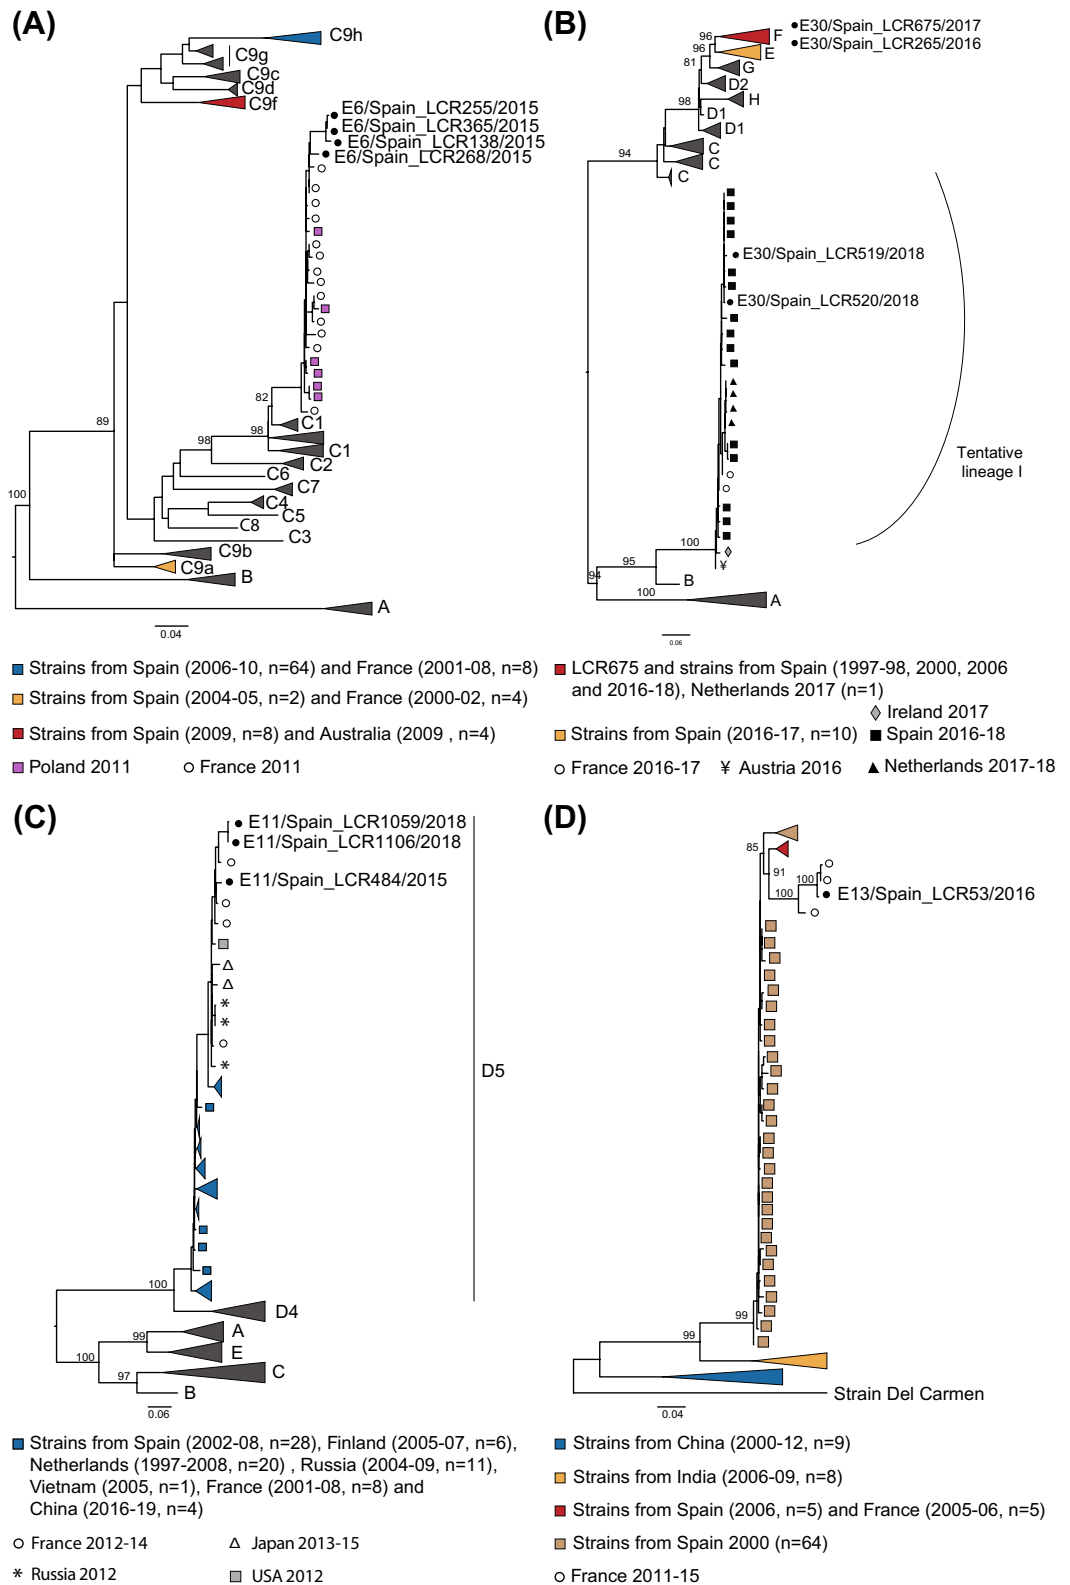 (A)
C9h
C9g
C9c
C9d
C9f
E6/Spain_LCR255/2015
E6/Spain_LCR365/2015
E6/Spain_LCR138/2015
E6/Spain_LCR268/2015
82
C1
98
C1
98
C2
C6
C7
C4
C5
C8
C3
89
C9b
C9a
B
100
A
0.04
Strains from Spain (2006-10, n=64) and France (2001-08, n=8)
Strains from Spain (2004-05, n=2) and France (2000-02, n=4)
Strains from Spain (2009, n=8) and Australia (2009 , n=4)
Poland 2011
France 2011
(B)
E30/Spain_LCR675/2017
E30/Spain_LCR265/2016
96
F
96
E
81
G
D2
98
H
D1
D1
C
94
C
C
E30/Spain_LCR519/2018
E30/Spain_LCR520/2018
Tentative
lineage I
100
¥
95
94
B
100
A
0.06
LCR675 and strains from Spain (1997-98, 2000, 2006
and 2016-18), Netherlands 2017 (n=1)
Ireland 2017
Strains from Spain (2016-17, n=10)
Spain 2016-18
France 2016-17
¥ Austria 2016
Netherlands 2017-18
(C)
E11/Spain_LCR1059/2018
E11/Spain_LCR1106/2018
E11/Spain_LCR484/2015
*
*
*
D5
100
D4
99
A
E
100
97
C
B
0.06
Strains from Spain (2002-08, n=28), Finland (2005-07, n=6),
Netherlands (1997-2008, n=20) , Russia (2004-09, n=11),
Vietnam (2005, n=1), France (2001-08, n=8) and
China (2016-19, n=4)
France 2012-14
Japan 2013-15
* Russia 2012
USA 2012
(D)
85
91
100
100
E13/Spain_LCR53/2016
99
99
Strain Del Carmen
0.04
Strains from China (2000-12, n=9)
Strains from India (2006-09, n=8)
Strains from Spain (2006, n=5) and France (2005-06, n=5)
Strains from Spain 2000 (n=64)
France 2011-15